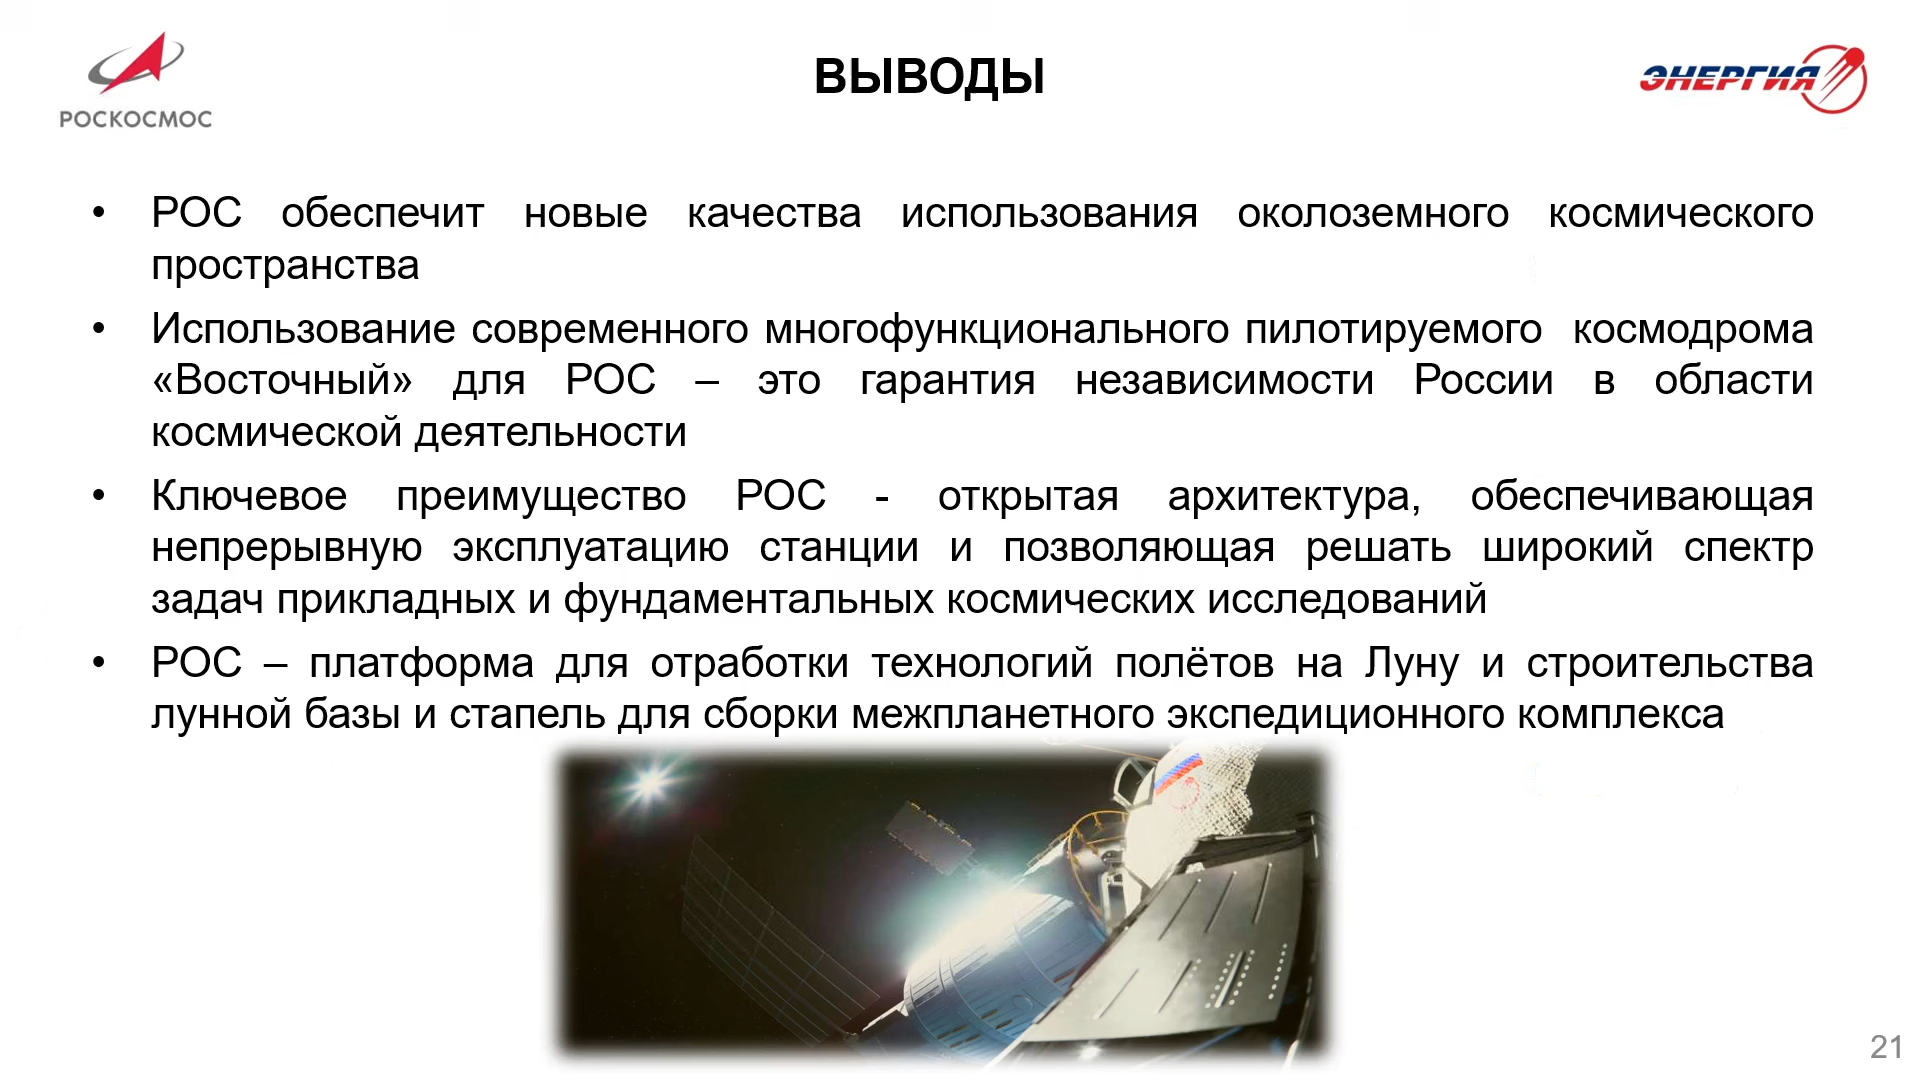 РОСКОСМОС
ВЫВОДЫ
ЭНЕРГИЯ
• РОС обеспечит новые качества использования околоземного космического
пространства
• Использование современного многофункционального пилотируемого космодрома
«Восточный» для РОС – это гарантия независимости России в области
космической деятельности
• Ключевое преимущество РОС - открытая архитектура, обеспечивающая
непрерывную эксплуатацию станции и позволяющая решать широкий спектр
задач прикладных и фундаментальных космических исследований
• РОС – платформа для отработки технологий полётов на Луну и строительства
лунной базы и стапель для сборки межпланетного экспедиционного комплекса
21